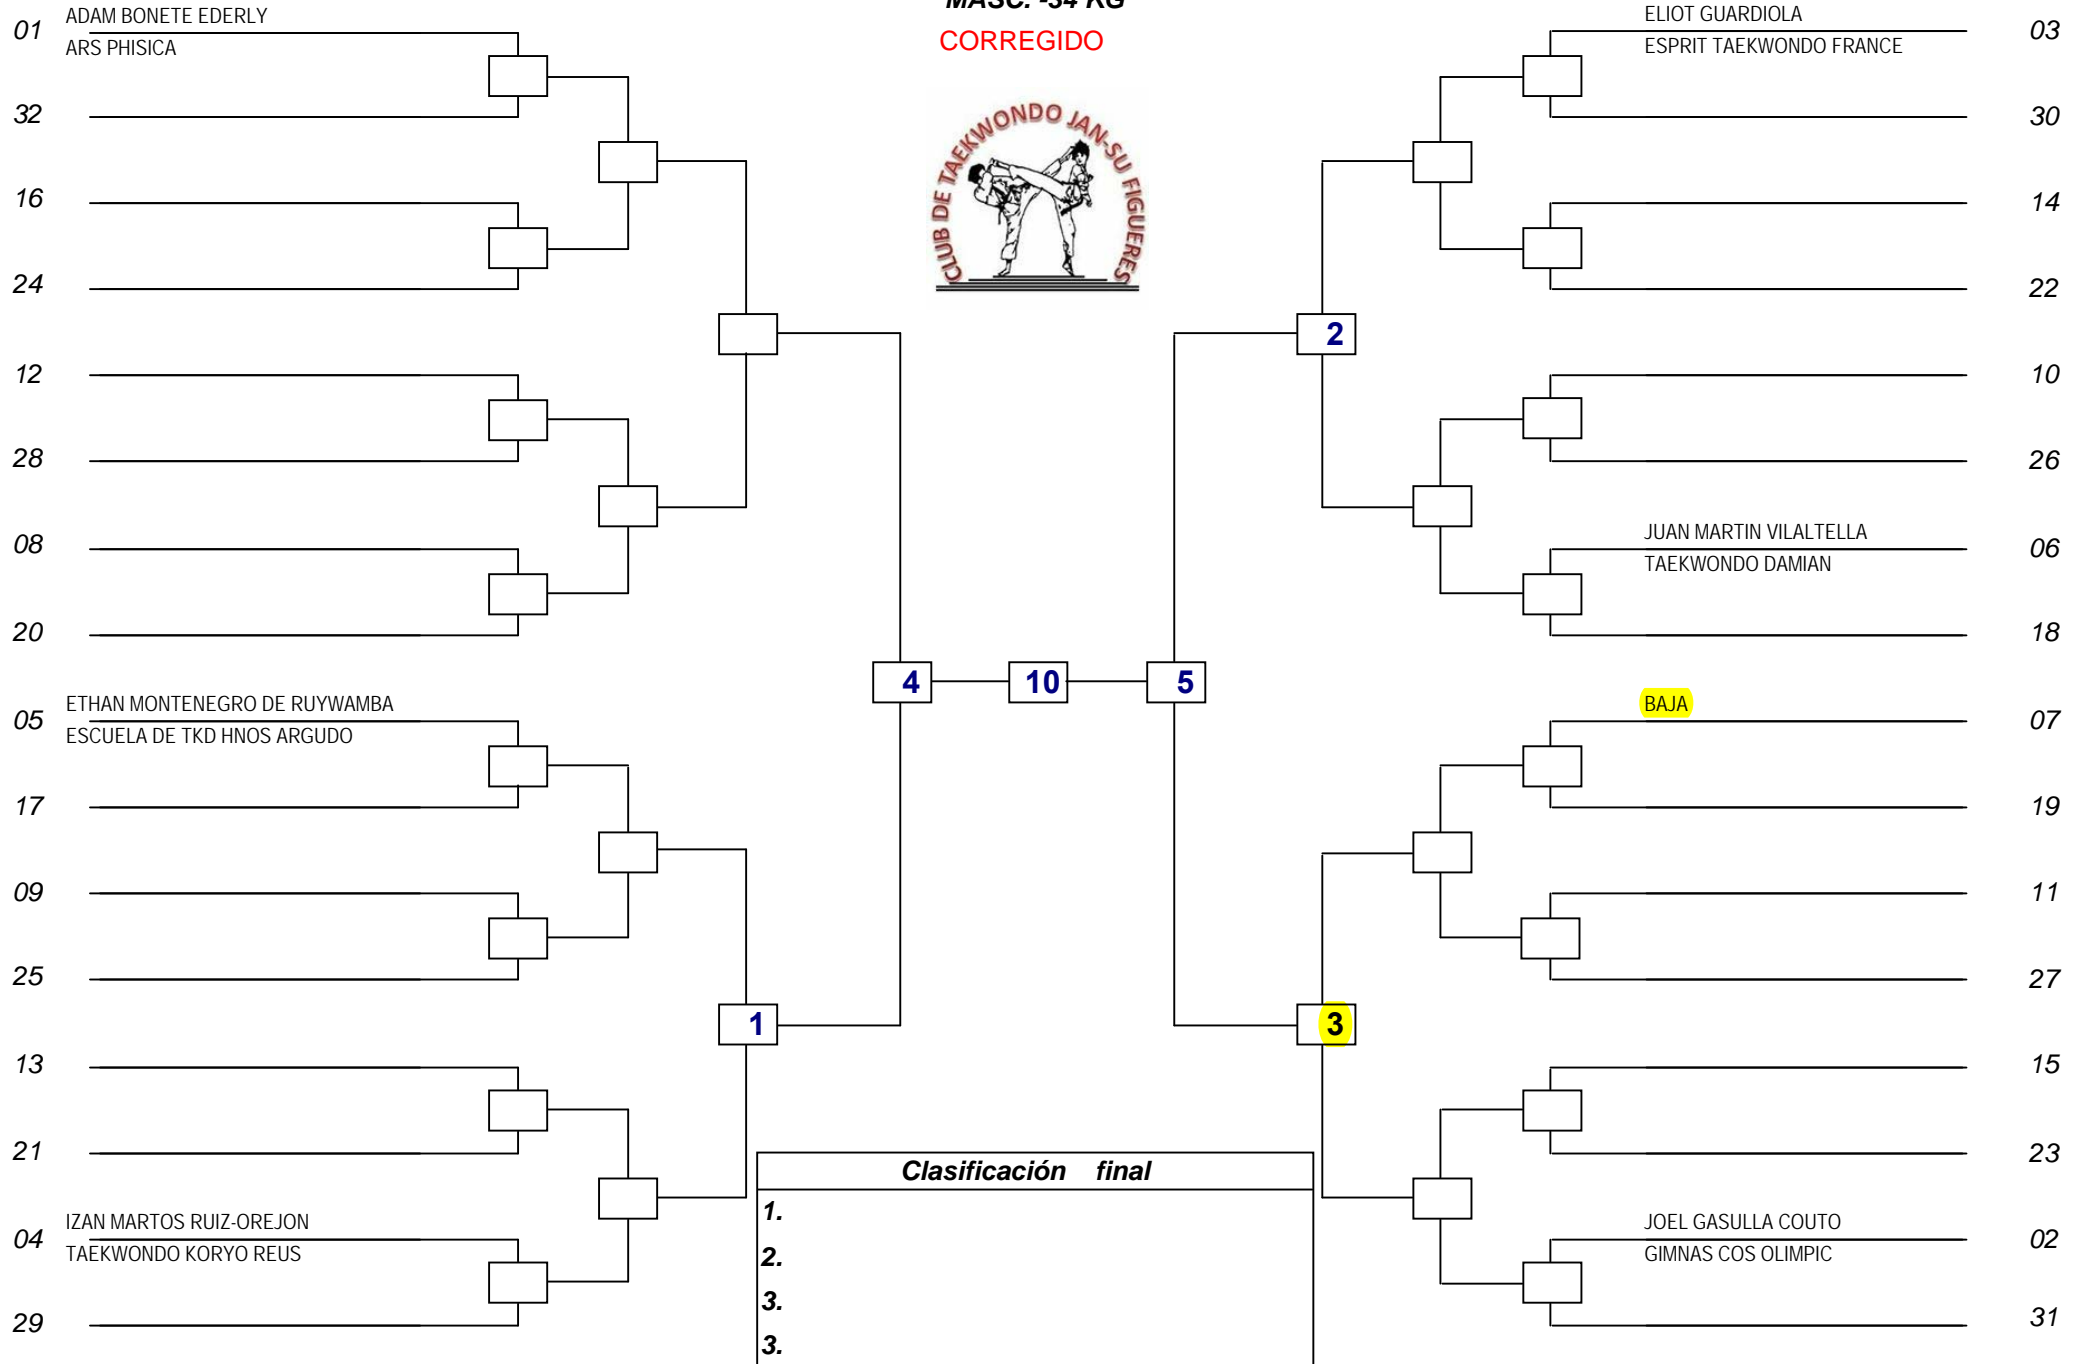 MASC. -34 KG
CORREGIDO
CLUB DE TAEKWONDO JAN-SU FIGUERES
01
ADAM BONETE EDERLY
ARS PHISICA
32
16
24
12
28
08
20
05
ETHAN MONTENEGRO DE RUYWAMBA
ESCUELA DE TKD HNOS ARGUDO
17
09
25
13
21
04
IZAN MARTOS RUIZ-OREJON
TAEKWONDO KORYO REUS
29
1
4
10
5
2
3
ELIOT GUARDIOLA
03
ESPRIT TAEKWONDO FRANCE
30
14
22
10
26
JUAN MARTIN VILALTELLA
06
TAEKWONDO DAMIAN
18
BAJA
07
19
11
27
15
23
JOEL GASULLA COUTO
02
GIMNAS COS OLIMPIC
31
Clasificación final
1.
2.
3.
3.